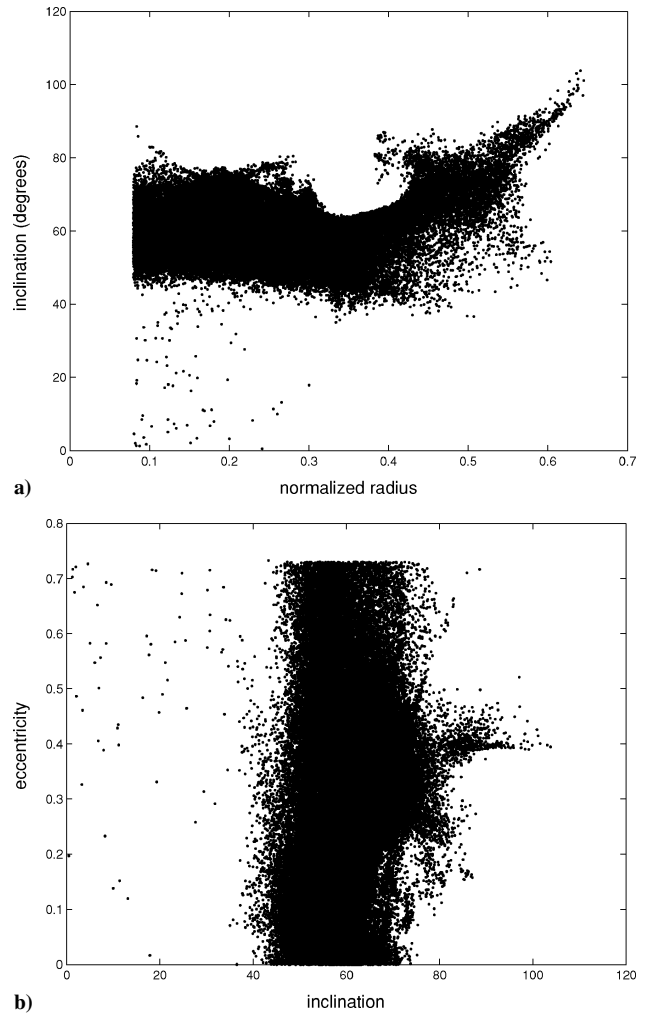 120
100
80
60
40
20
0
inclination (degrees)
0 0.1 0.2 0.3 0.4 0.5 0.6 0.7
normalized radius
a)
0.8
0.7
0.6
0.5
0.4
0.3
0.2
0.1
0
eccentricity
0 20 40 60 80 100 120
inclination
b)